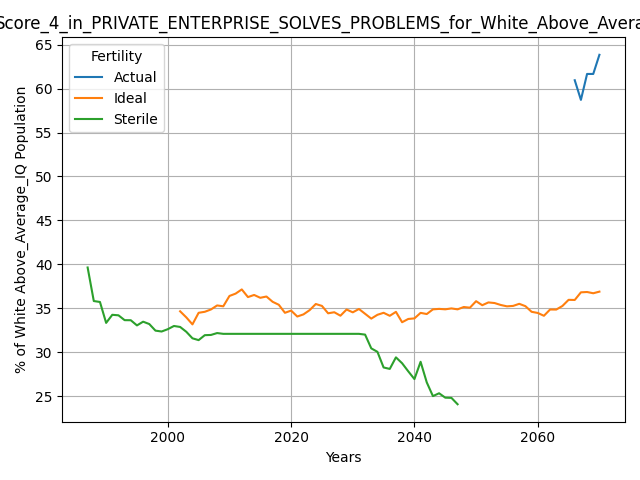 Score_4_in_PRIVATE_ENTERPRISE_SOLVES_PROBLEMS_for_White_Above_Avera
Fertility
Actual
Ideal
Sterile
% of White Above_Average_IQ Population
65
60
55
50
45
40
35
30
25
2000 2020 2040 2060
Years